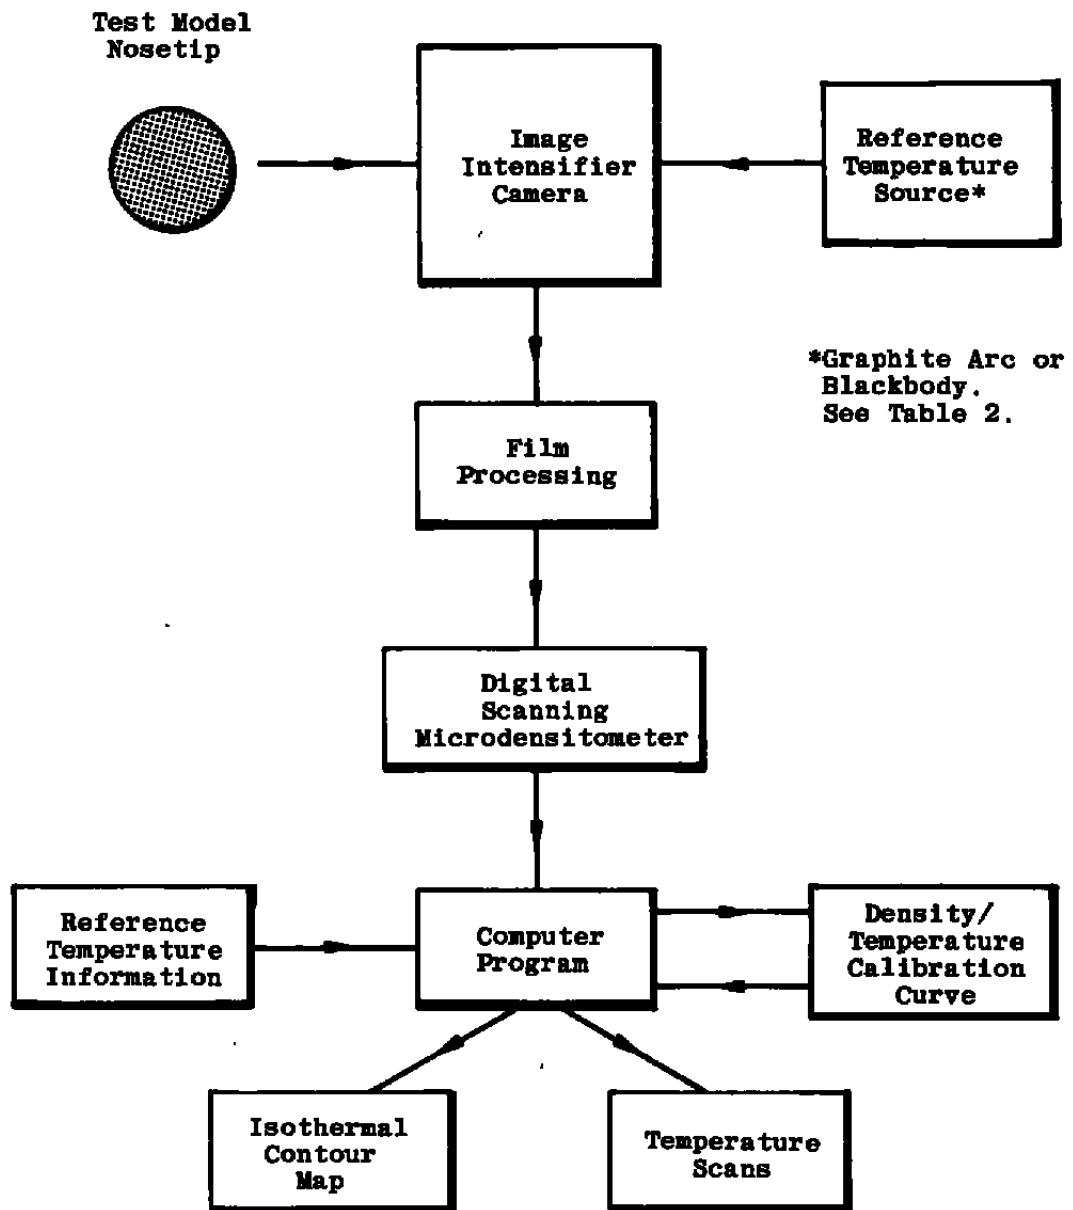 Test Model
Nosetip
Image
Intensifier
Camera
Reference
Temperature
Source*
*Graphite Arc or
Blackbody.
See Table 2.
Film
Processing
Digital
Scanning
Microdensitometer
Reference
Temperature
Information
Computer
Program
Density/
Temperature
Calibration
Curve
Isothermal
Contour
Map
Temperature
Scans